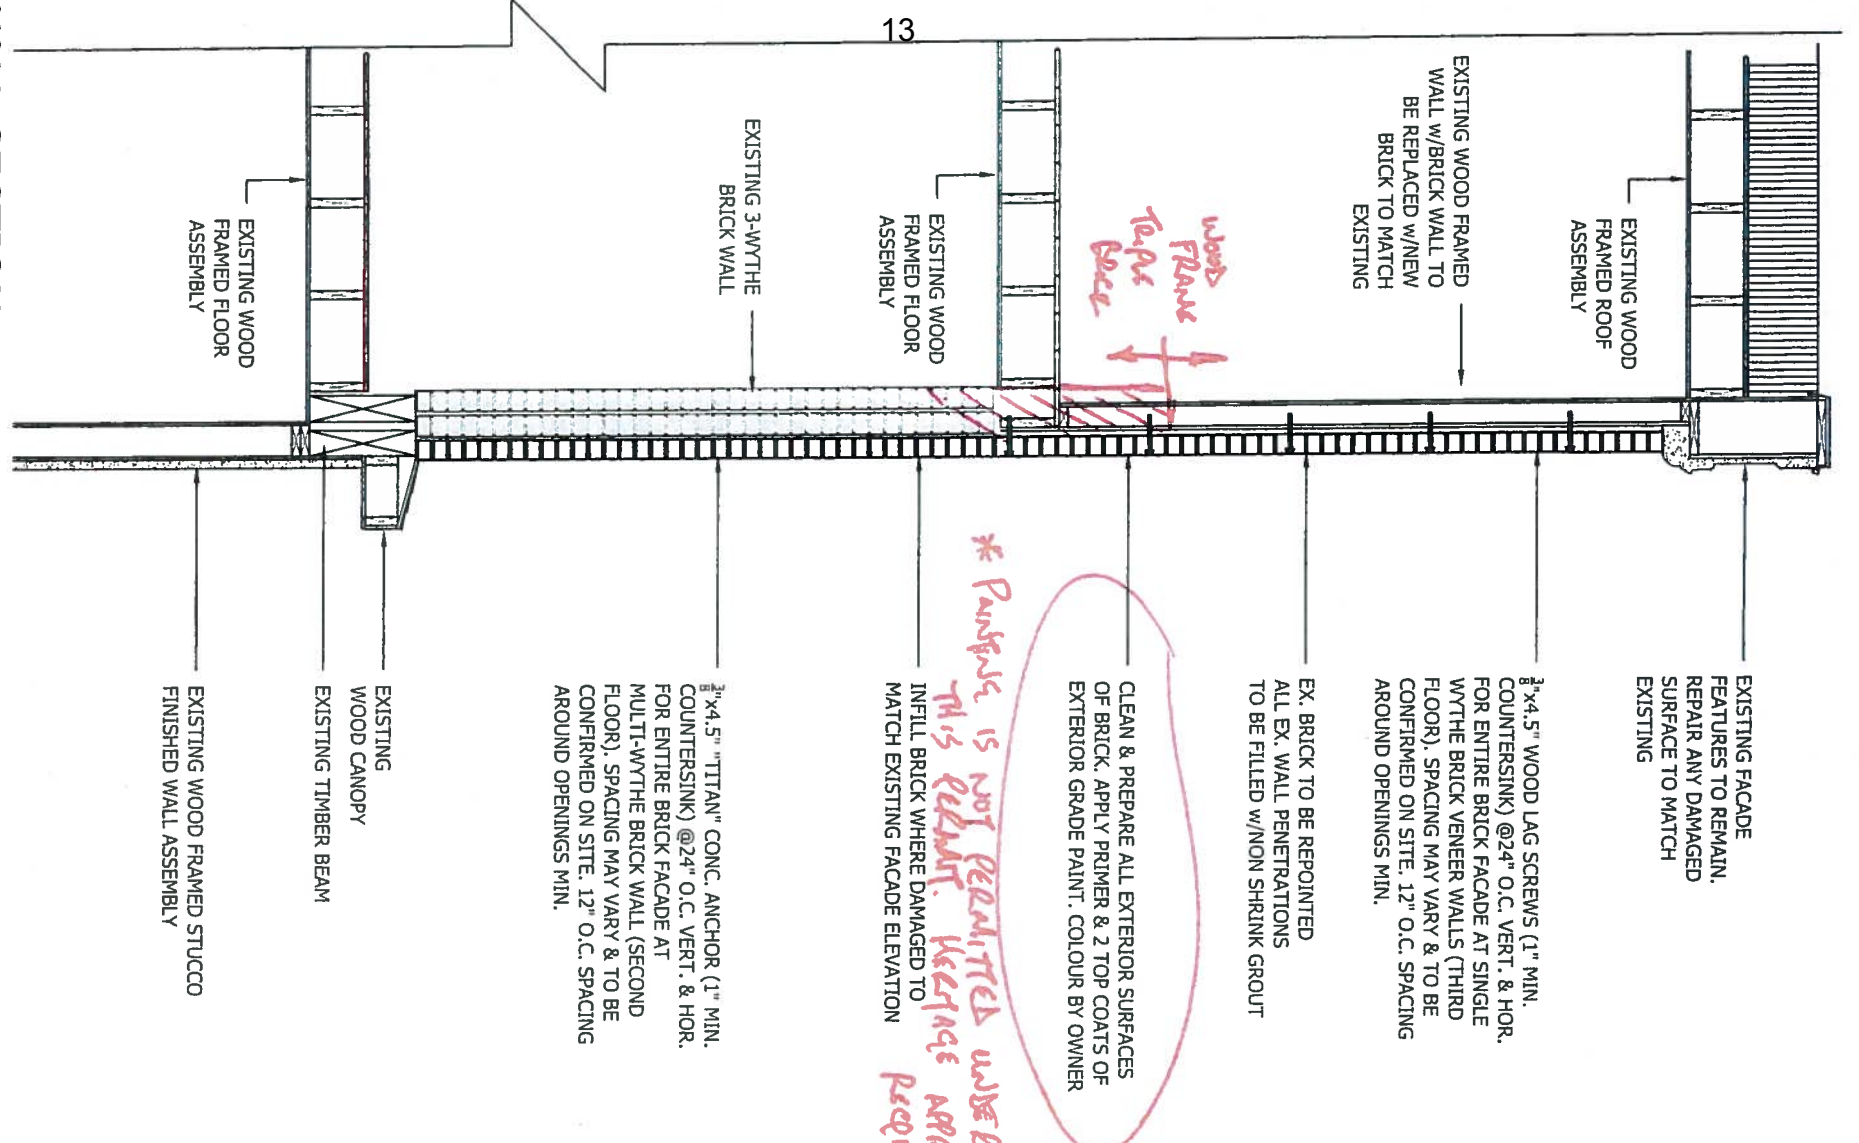 13
EXISTING WOOD FRAMED
WALL w/BRICK WALL TO
BE REPLACED w/NEW
BRICK TO MATCH
EXISTING
EXISTING WOOD
FRAMED ROOF
ASSEMBLY
WOOD
FRAME
TRIPLE
EXISTING WOOD
FRAMED FLOOR
ASSEMBLY
EXISTING 3-WYTHE
BRICK WALL
EXISTING WOOD
FRAMED FLOOR
ASSEMBLY
EXISTING FACADE
FEATURES TO REMAIN.
REPAIR ANY DAMAGED
SURFACE TO MATCH
EXISTING
3/8"x4.5" WOOD LAG SCREWS (1" MIN.
COUNTERSINK) @24" O.C. VERT. & HOR.
FOR ENTIRE BRICK FACADE AT SINGLE
WYTHE BRICK VENEER WALLS (THIRD
FLOOR). SPACING MAY VARY & TO BE
CONFIRMED ON SITE. 12" O.C. SPACING
AROUND OPENINGS MIN.
EX. BRICK TO BE REPOINTED
ALL EX. WALL PENETRATIONS
TO BE FILLED w/NON SHRINK GROUT
CLEAN & PREPARE ALL EXTERIOR SURFACES
OF BRICK. APPLY PRIMER & 2 TOP COATS OF
EXTERIOR GRADE PAINT. COLOUR BY OWNER
* PAINTING IS NOT PERMITTED UNDER
THIS PERMIT. HERITAGE
INFILL BRICK WHERE DAMAGED TO
MATCH EXISTING FACADE ELEVATION
3/8"x4.5" "TITAN" CONC. ANCHOR (1" MIN.
COUNTERSINK) @24" O.C. VERT. & HOR.
FOR ENTIRE BRICK FACADE AT
MULTI-WYTHE BRICK WALL (SECOND
FLOOR). SPACING MAY VARY & TO BE
CONFIRMED ON SITE. 12" O.C. SPACING
AROUND OPENINGS MIN.
EXISTING
WOOD CANOPY
EXISTING TIMBER BEAM
EXISTING WOOD FRAMED STUCCO
FINISHED WALL ASSEMBLY